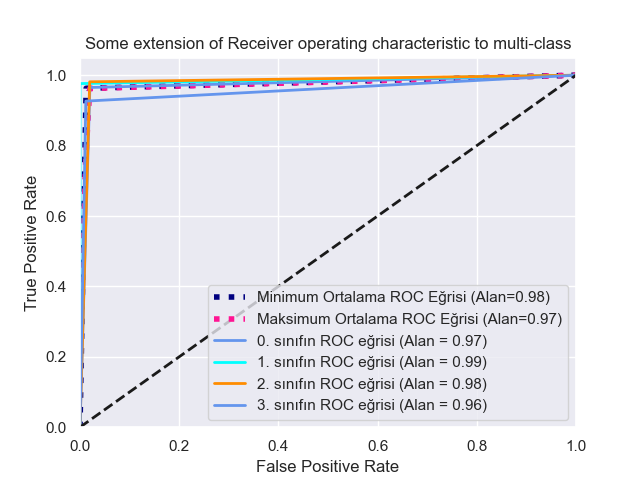 Some extension of Receiver operating characteristic to multi-class
True Positive Rate
1.0
0.8
0.6
0.4
0.2
0.0
Minimum Ortalama ROC Eğrisi (Alan=0.98)
Maksimum Ortalama ROC Eğrisi (Alan=0.97)
0. sınıfın ROC eğrisi (Alan = 0.97)
1. sınıfın ROC eğrisi (Alan = 0.99)
2. sınıfın ROC eğrisi (Alan = 0.98)
3. sınıfın ROC eğrisi (Alan = 0.96)
0.0 0.2 0.4 0.6 0.8 1.0
False Positive Rate